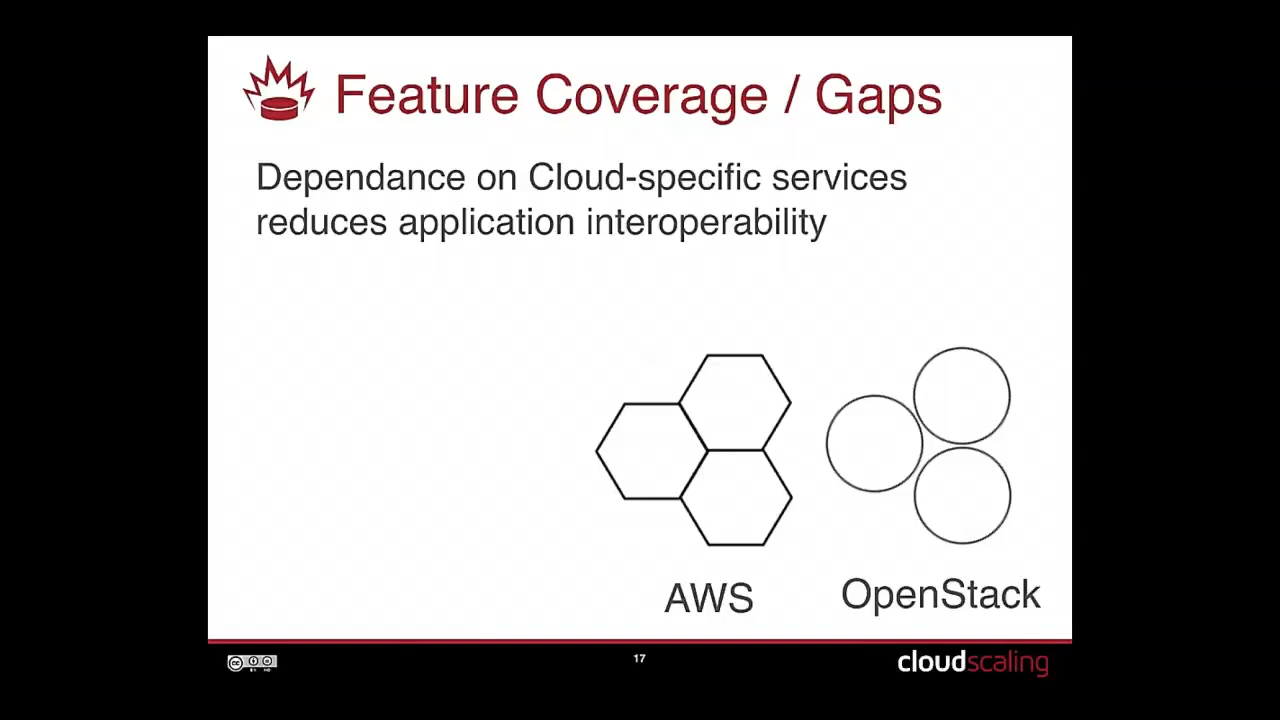 Feature Coverage / Gaps
Dependance on Cloud-specific services
reduces application interoperability
AWS
OpenStack
17
cloudscaling